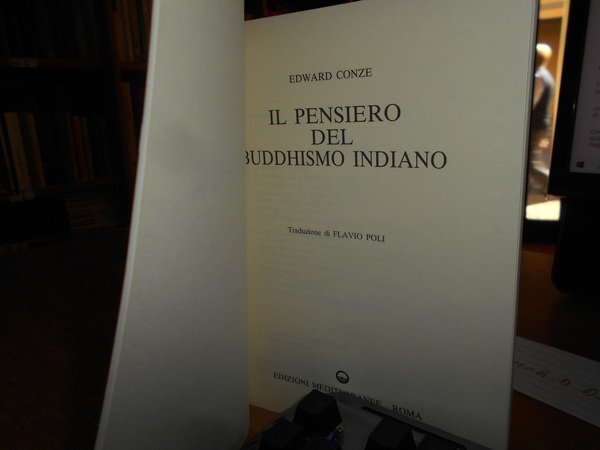 EDWARD CONZE
IL PENSIERO
DEL
BUDDHISMO INDIANO
Traduzione di FLAVIO POLI
EDIZIONI MEDITERRANEE - ROMA